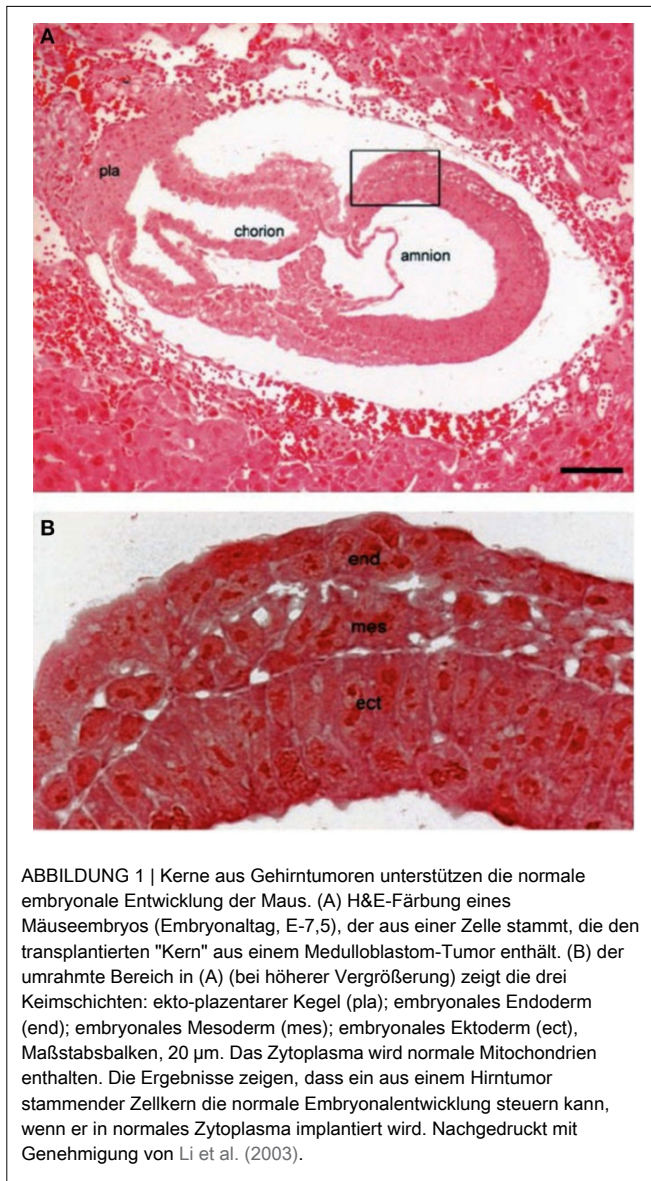 A
pla
chorion
amnion
B
end
mes
ect
ABBILDUNG 1 | Kerne aus Gehirntumoren unterstützen die normale
embryonale Entwicklung der Maus. (A) H&E-Färbung eines
Mäuseembryos (Embryonaltag, E-7,5), der aus einer Zelle stammt, die den
transplantierten "Kern" aus einem Medulloblastom-Tumor enthält. (B) der
umrahmte Bereich in (A) (bei höherer Vergrößerung) zeigt die drei
Keimschichten: ekto-plazentarer Kegel (pla); embryonales Endoderm
(end); embryonales Mesoderm (mes); embryonales Ektoderm (ect),
Maßstabsbalken, 20 µm. Das Zytoplasma wird normale Mitochondrien
enthalten. Die Ergebnisse zeigen, dass ein aus einem Hirntumor
stammender Zellkern die normale Embryonalentwicklung steuern kann,
wenn er in normales Zytoplasma implantiert wird. Nachgedruckt mit
Genehmigung von Li et al. (2003).